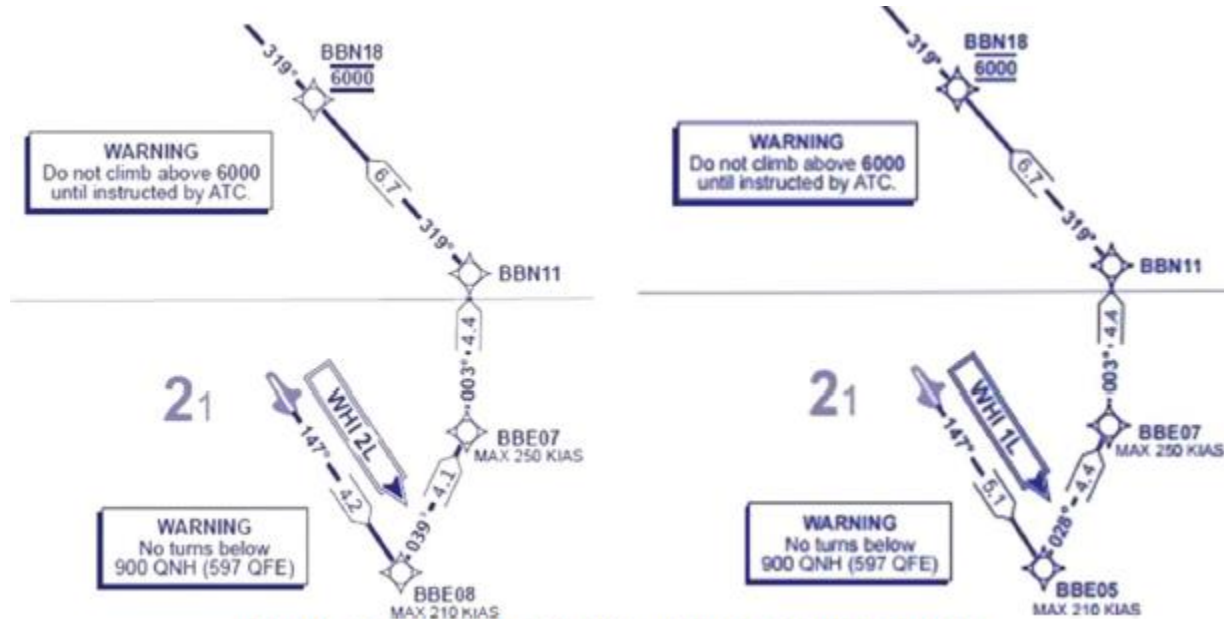 319°
BBN18
6000
WARNING
Do not climb above 6000
until instructed by ATC.
6.7
319°
BBN11
4.4
003°
21
WHI 2L
147°
4.2
BBE07
MAX 250 KIAS
4.1
039°
WARNING
No turns below
900 QNH (597 QFE)
BBE08
MAX 210 KIAS
319°
BBN18
6000
WARNING
Do not climb above 6000
until instructed by ATC.
6.7
319°
BBN11
4.4
003°
21
WHI 1L
147°
5.1
BBE07
MAX 250 KIAS
4.4
028°
WARNING
No turns below
900 QNH (597 QFE)
BBE05
MAX 210 KIAS